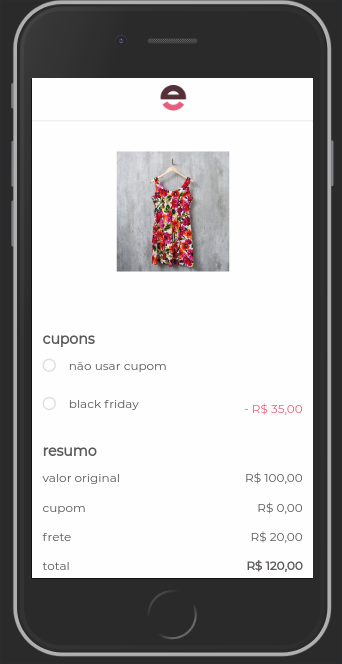 cupons
não usar cupom
black friday - R$ 35,00
resumo
valor original R$ 100,00
cupom R$ 0,00
frete R$ 20,00
total R$ 120,00